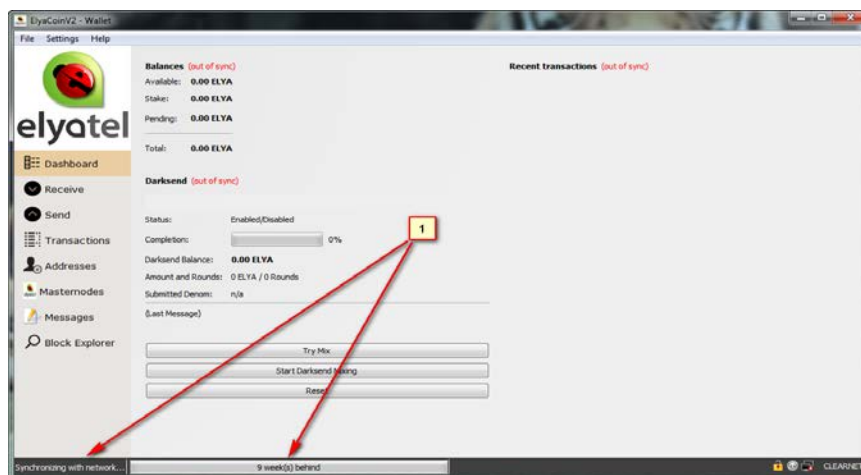 ElyaCoinV2 - Wallet
File Settings Help
elyatel
Dashboard
Receive
Send
Transactions
Addresses
Masternodes
Messages
Block Explorer
Balances (out of sync)
Available: 0.00 ELYA
Stake: 0.00 ELYA
Pending: 0.00 ELYA
Total: 0.00 ELYA
Darksend (out of sync)
Status: Enabled/Disabled
Completion: 0%
Darksend Balance: 0.00 ELYA
Amount and Rounds: 0 ELYA / 0 Rounds
Submitted Denom: n/a
(Last Message)
Try Mix
Start Darksend Mixing
Reset
Recent transactions (out of sync)
1
Synchronizing with network...
9 week(s) behind
CLEARNET